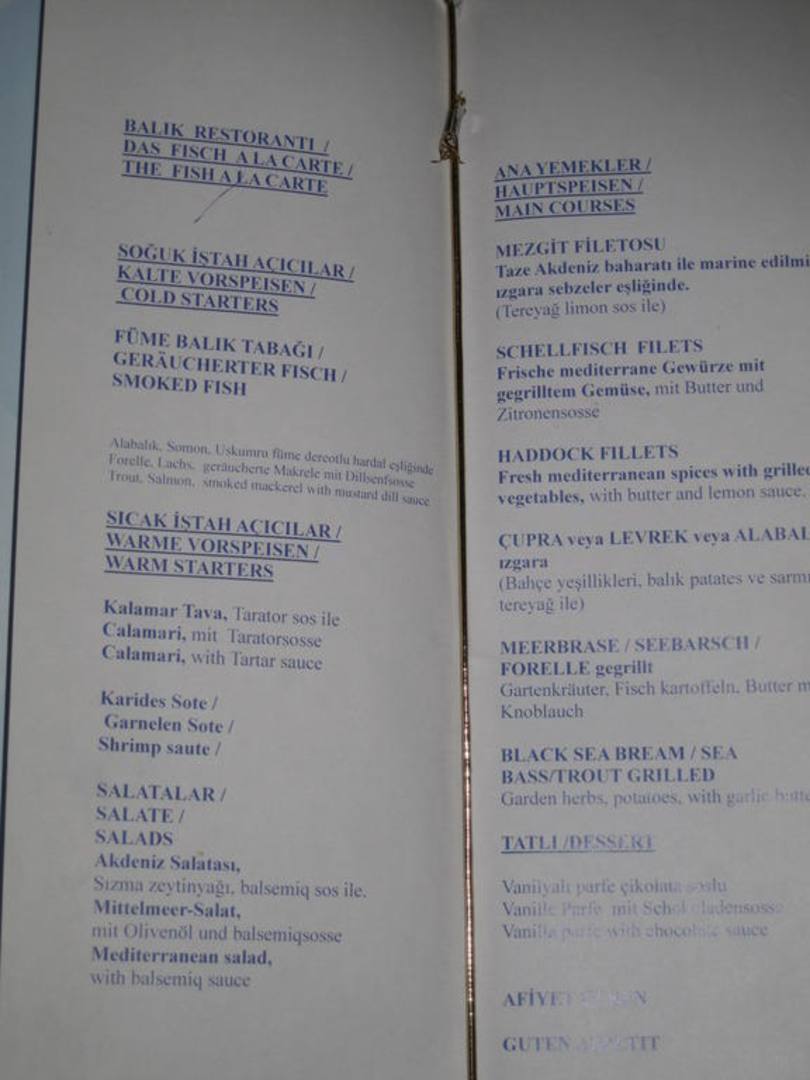 BALIK RESTORANTI /
DAS FISCH A LA CARTE /
THE FISH A LA CARTE
SOĞUK İSTAH AÇICILAR /
KALTE VORSPEISEN /
COLD STARTERS
FÜME BALIK TABAĞI /
GERÄUCHERTER FISCH /
SMOKED FISH
Alabalık, Somon, Uskumru füme dereotlu hardal eşliğinde
Forelle, Lachs, geräucherte Makrele mit Dillsenfsosse
Trout, Salmon, smoked mackerel with mustard dill sauce
SICAK İSTAH AÇICILAR /
WARME VORSPEISEN /
WARM STARTERS
Kalamar Tava, Tarator sos ile
Calamari, mit Taratorsosse
Calamari, with Tartar sauce
Karides Sote /
Garnelen Sote /
Shrimp saute /
SALATALAR /
SALATE /
SALADS
Akdeniz Salatası,
Sızma zeytinyağı, balsemiq sos ile.
Mittelmeer-Salat,
mit Olivenöl und balsemiqsosse
Mediterranean salad,
with balsemiq sauce
ANA YEMEKLER /
HAUPTSPEISEN /
MAIN COURSES
MEZGİT FİLETOSU
Taze Akdeniz baharatı ile marine edilmi
ızgara sebzeler eşliğinde.
(Tereyağ limon sos ile)
SCHELLFISCH FILETS
Frische mediterrane Gewürze mit
gegrilltem Gemüse, mit Butter und
Zitronensosse
HADDOCK FILLETS
Fresh mediterranean spices with grilled
vegetables, with butter and lemon sauce.
ÇUPRA veya LEVREK veya ALABAL
ızgara
(Bahçe yeşillikleri, balık patates ve sarmı
tereyağ ile)
MEERBRASE / SEEBARSCH /
FORELLE gegrillt
Gartenkräuter, Fisch kartoffeln, Butter m
Knoblauch
BLACK SEA BREAM / SEA
BASS/TROUT GRILLED
Garden herbs, potatoes, with garlic butte
TATLI /DESSERT
Vanilyalı parfe çikolata soslu
Vanille Parfe mit Schokoladensosse
Vanilla parfe with chocolate sauce
AFİYET
GUTEN APPETIT